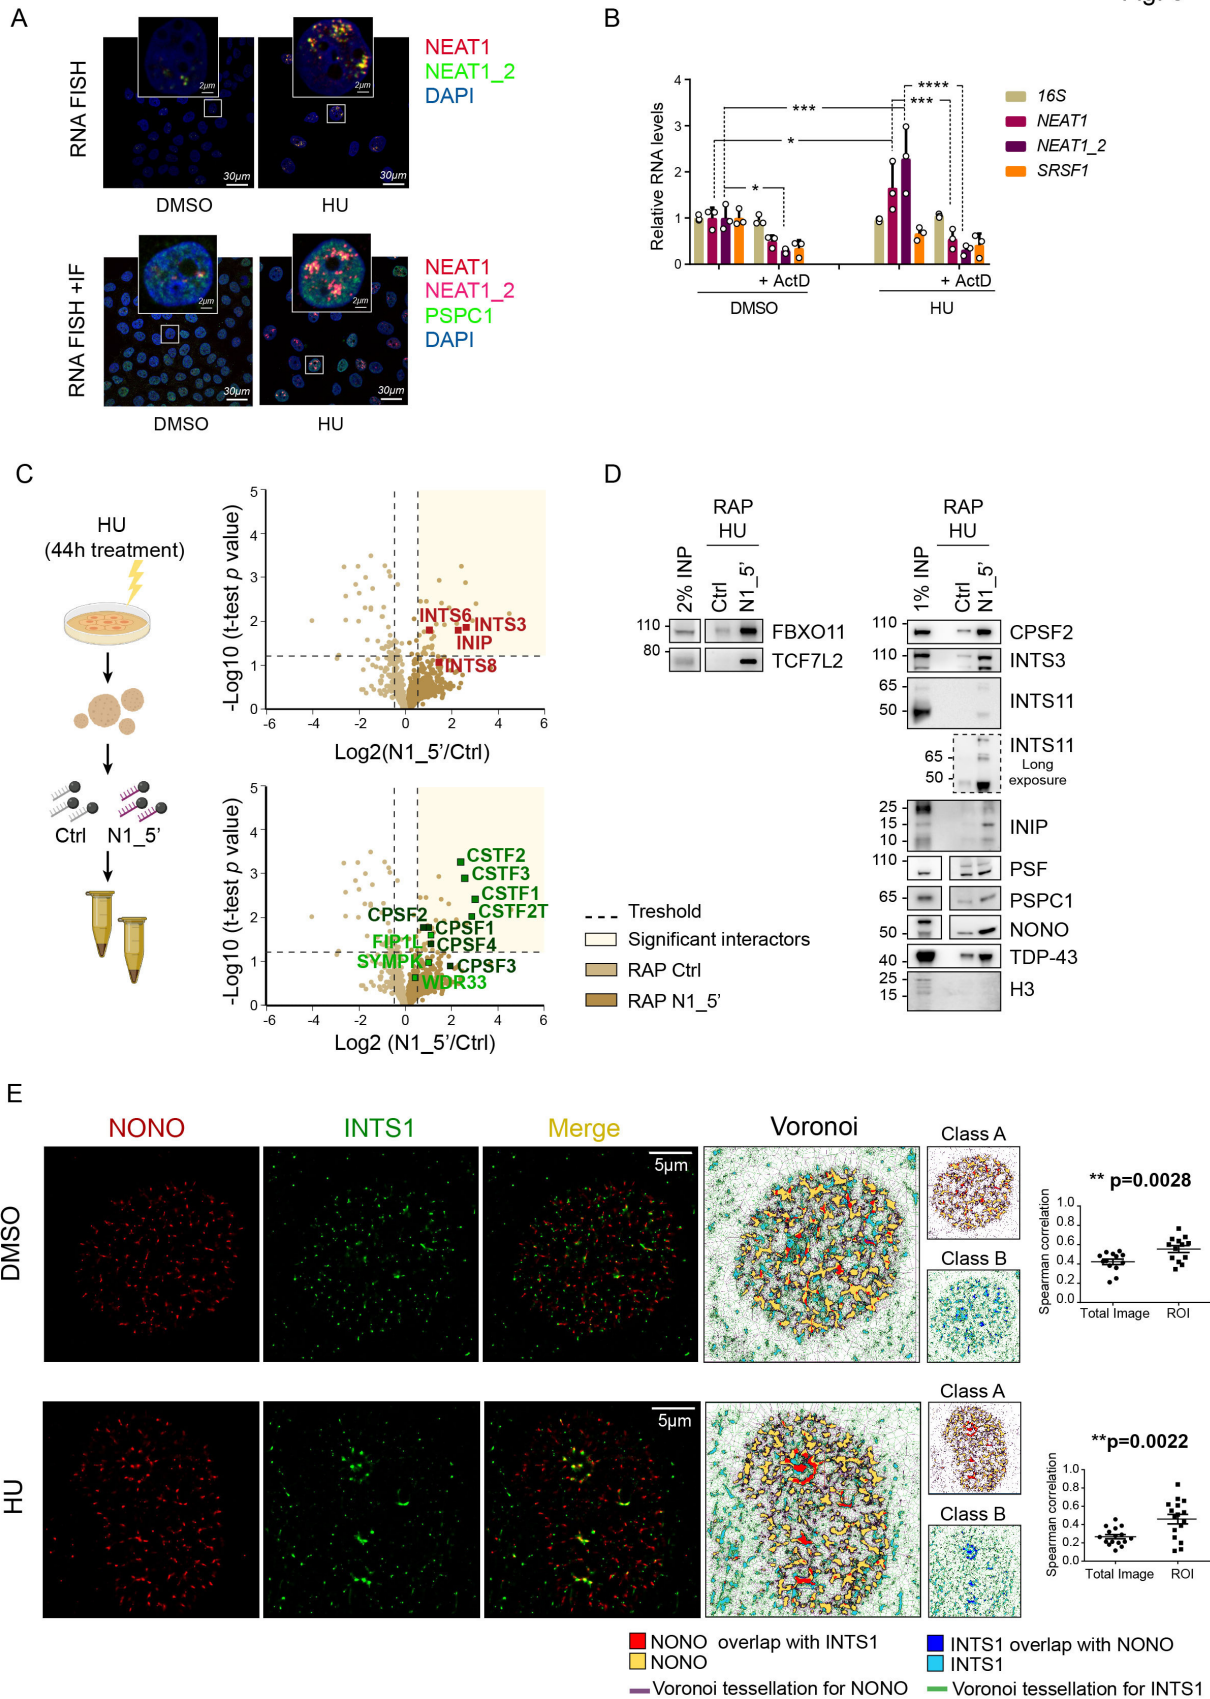 A
RNA FISH
2µm
30µm
2µm
30µm
NEAT1
NEAT1_2
DAPI
DMSO
HU
RNA FISH +IF
2µm
30µm
2µm
30µm
NEAT1
NEAT1_2
PSPC1
DAPI
DMSO
HU
B
Relative RNA levels
4
3
2
1
0
***
*
*
****
***
+ ActD
+ ActD
DMSO
HU
16S
NEAT1
NEAT1_2
SRSF1
C
HU
(44h treatment)
Ctrl
N1_5’
-Log10 (t-test p value)
5
4
3
2
1
0
-6
-4
-2
0
2
4
6
INTS6
INTS3
INIP
INTS8
Log2(N1_5’/Ctrl)
-Log10 (t-test p value)
5
4
3
2
1
0
-6
-4
-2
0
2
4
6
CSTF2
CSTF3
CSTF1
CSTF2T
CPSF2
CPSF1
FIP1L
CPSF4
SYMPK
CPSF3
WDR33
Log2 (N1_5’/Ctrl)
Treshold
Significant interactors
RAP Ctrl
RAP N1_5’
D
RAP
HU
2% INP
Ctrl
N1_5’
110
FBXO11
80
TCF7L2
RAP
HU
1% INP
Ctrl
N1_5’
110
CPSF2
110
INTS3
65
INTS11
50
INTS11
65
Long
50
exposure
25
15
INIP
10
110
PSF
65
PSPC1
50
NONO
40
TDP-43
25
H3
15
E
NONO
INTS1
Merge
Voronoi
DMSO
5µm
Class A
Class B
** p=0.0028
Spearman correlation
1.0
0.8
0.6
0.4
0.2
0.0
Total Image
ROI
HU
5µm
Class A
Class B
**p=0.0022
Spearman correlation
1.0
0.8
0.6
0.4
0.2
0.0
Total Image
ROI
NONO overlap with INTS1
NONO
Voronoi tessellation for NONO
INTS1 overlap with NONO
INTS1
Voronoi tessellation for INTS1